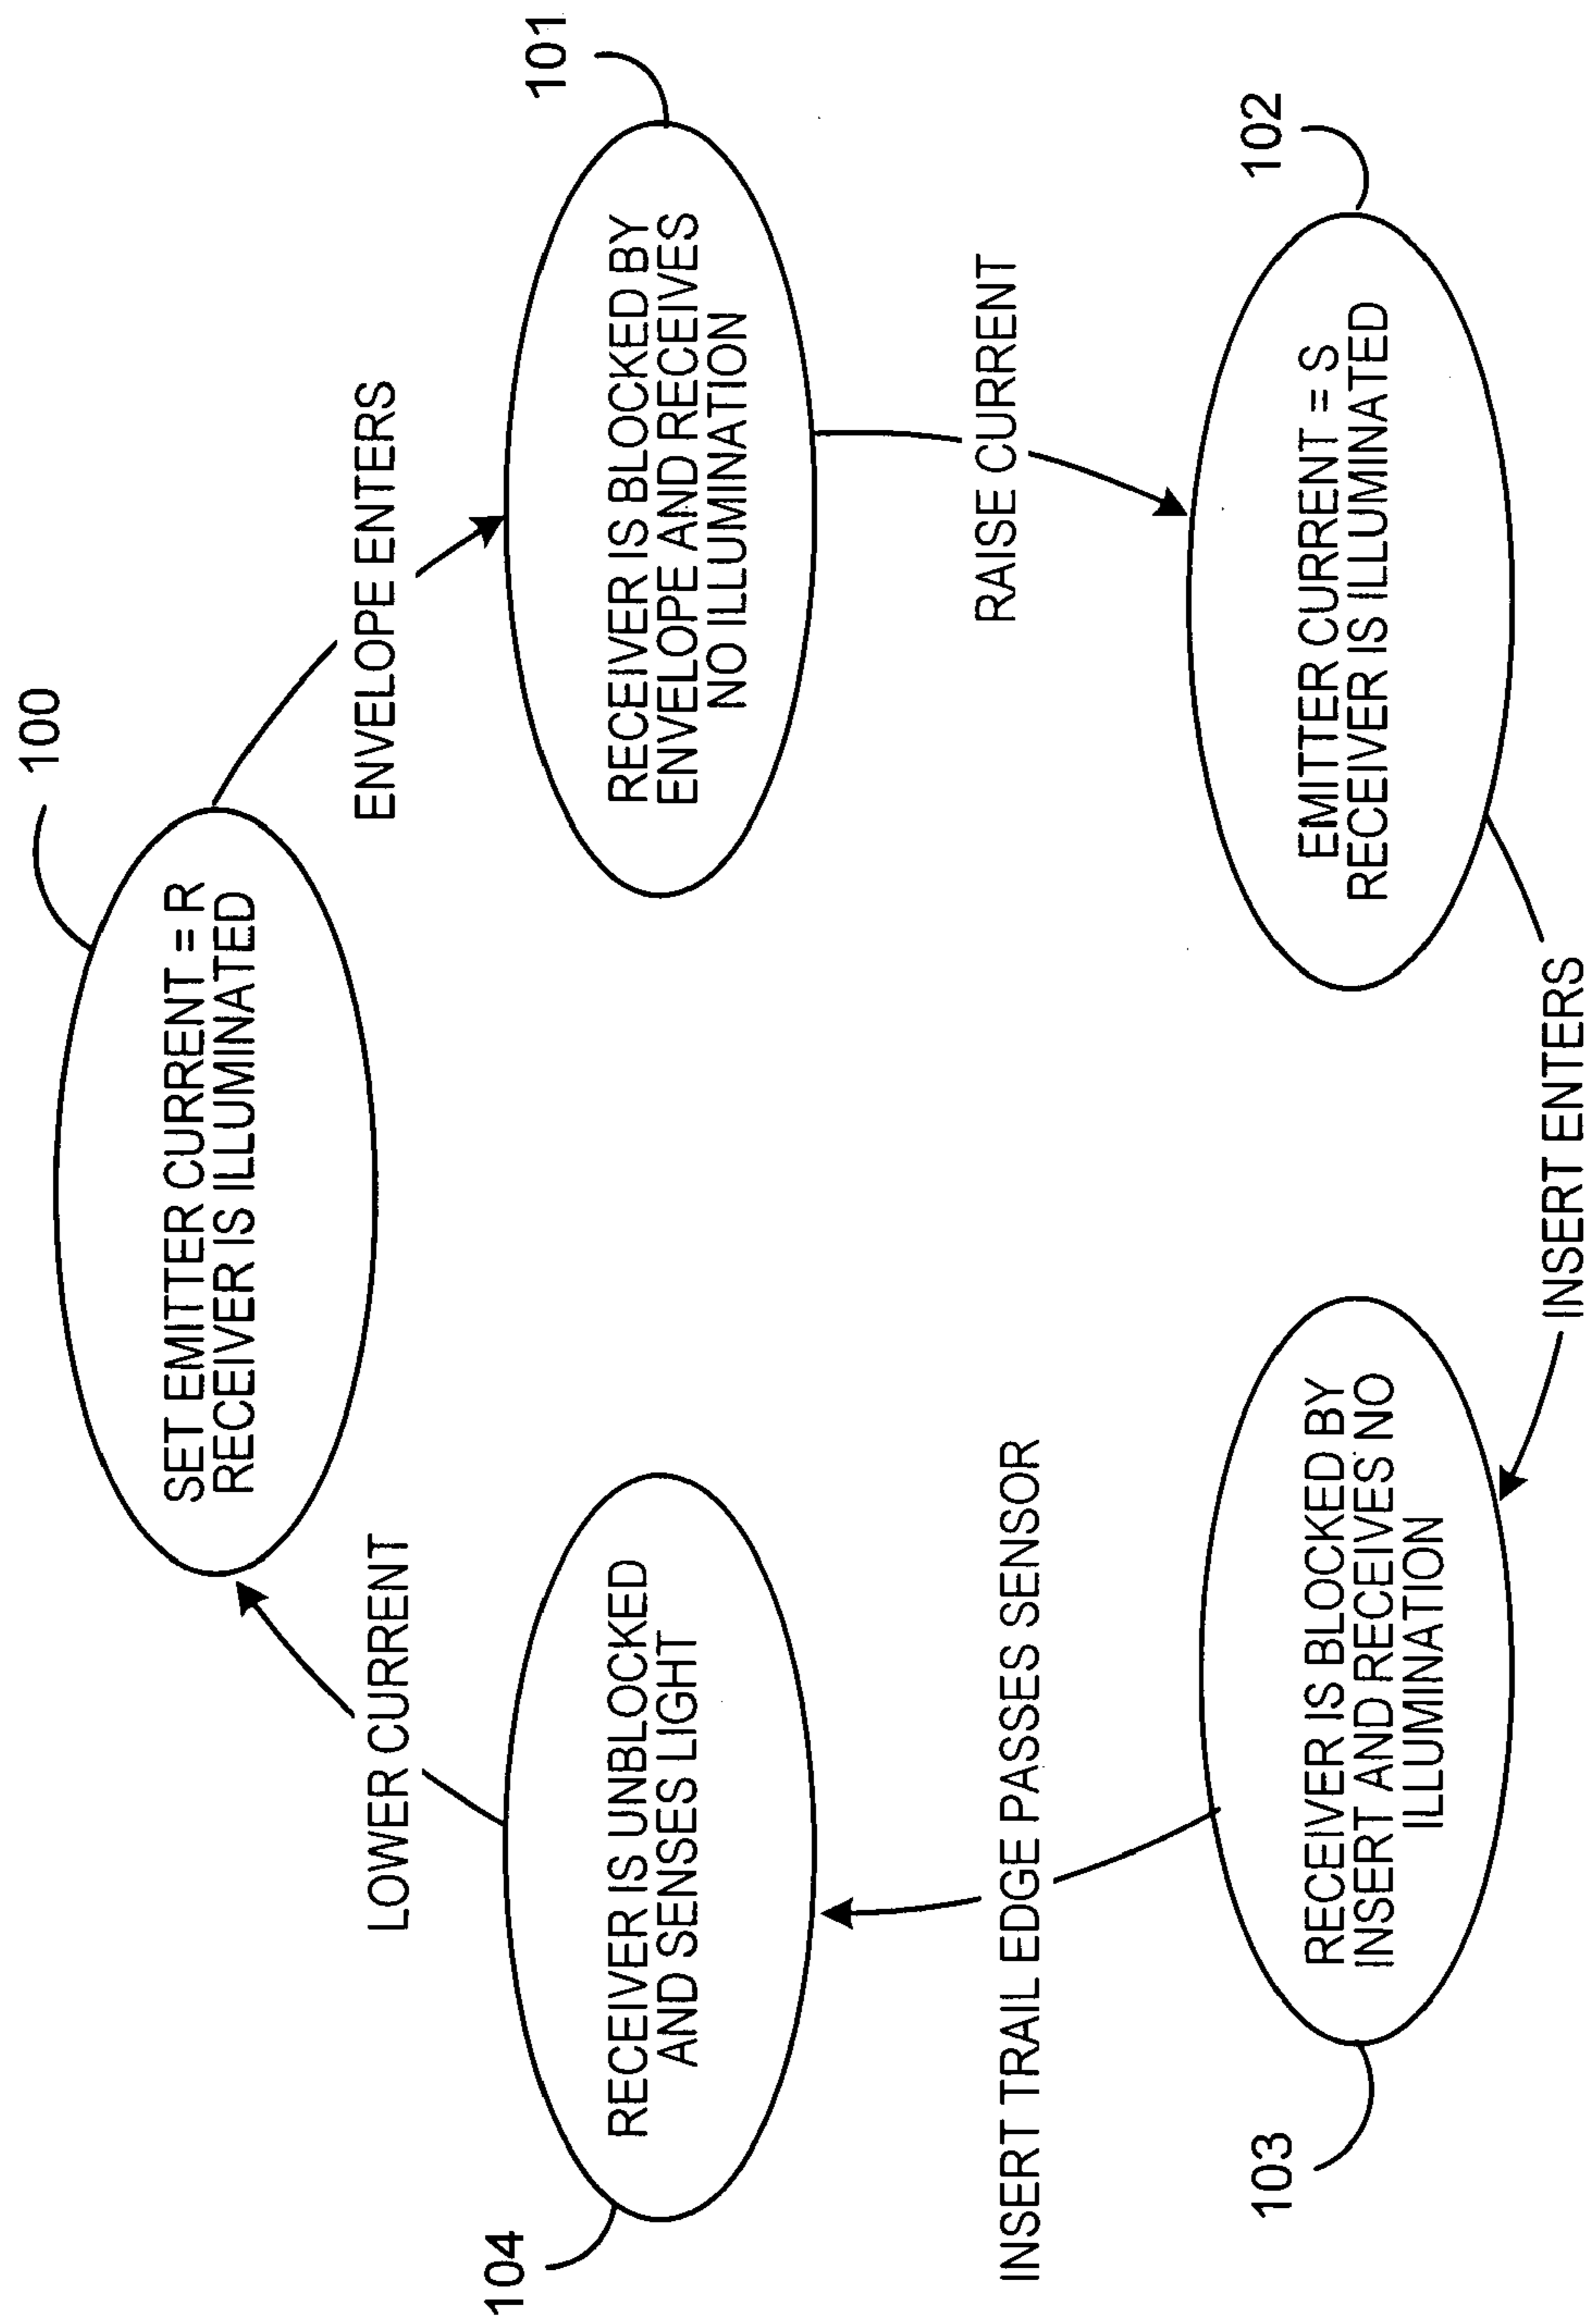 100
SET EMITTER CURRENT = R
RECEIVER IS ILLUMINATED
ENVELOPE ENTERS
101
RECEIVER IS BLOCKED BY
ENVELOPE AND RECEIVES
NO ILLUMINATION
RAISE CURRENT
102
EMITTER CURRENT = S
RECEIVER IS ILLUMINATED
INSERT ENTERS
103
RECEIVER IS BLOCKED BY
INSERT AND RECEIVES NO
ILLUMINATION
INSERT TRAIL EDGE PASSES SENSOR
104
RECEIVER IS UNBLOCKED
AND SENSES LIGHT
LOWER CURRENT